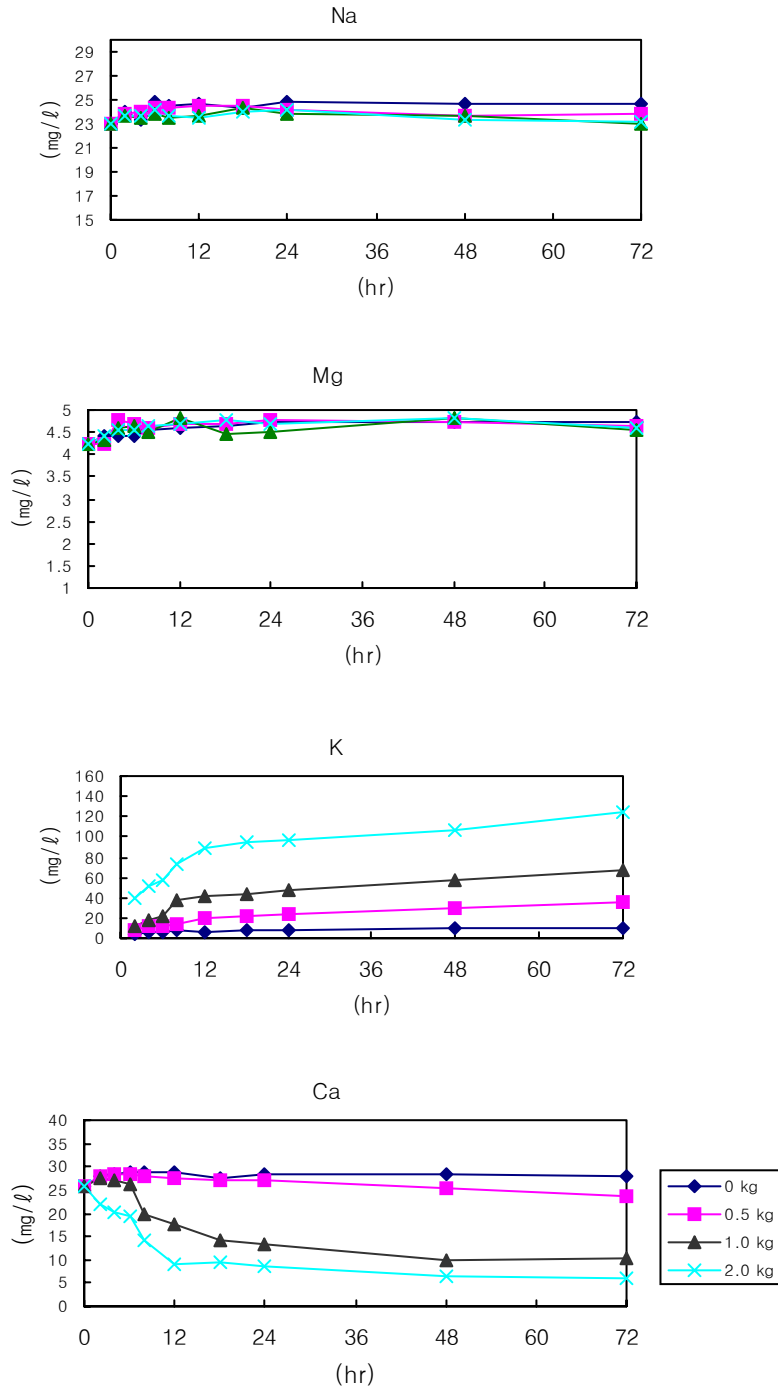 Na
29
27
25
23
21
19
17
15
(mg/ℓ)
0 12 24 36 48 60 72
(hr)
Mg
5
4.5
4
3.5
3
2.5
2
1.5
1
(mg/ℓ)
0 12 24 36 48 60 72
(hr)
K
160
140
120
100
80
60
40
20
0
(mg/ℓ)
0 12 24 36 48 60 72
(hr)
Ca
40
35
30
25
20
15
10
5
0
(mg/ℓ)
0 12 24 36 48 60 72
(hr)
0 kg
0.5 kg
1.0 kg
2.0 kg